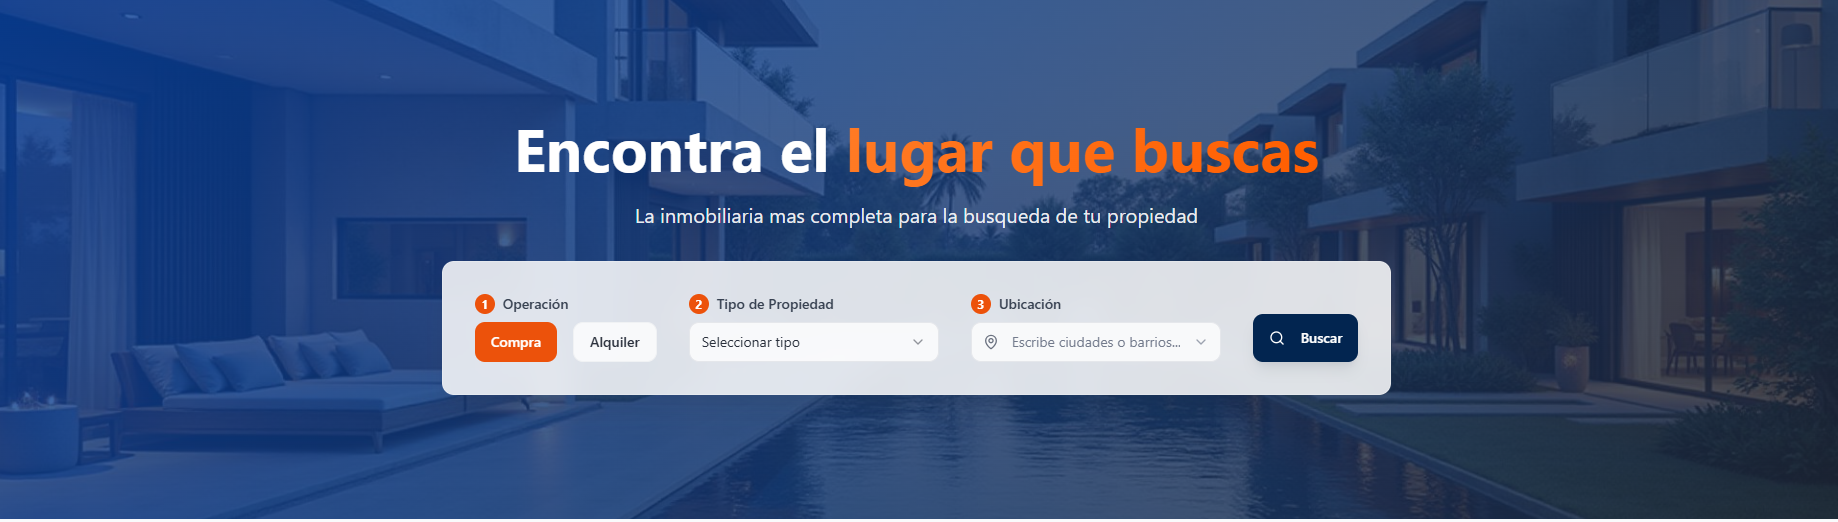 Encontra el lugar que buscas
La inmobiliaria mas completa para la busqueda de tu propiedad
1 Operación
Compra Alquiler
2 Tipo de Propiedad
Seleccionar tipo
3 Ubicación
Escribe ciudades o barrios...
Buscar